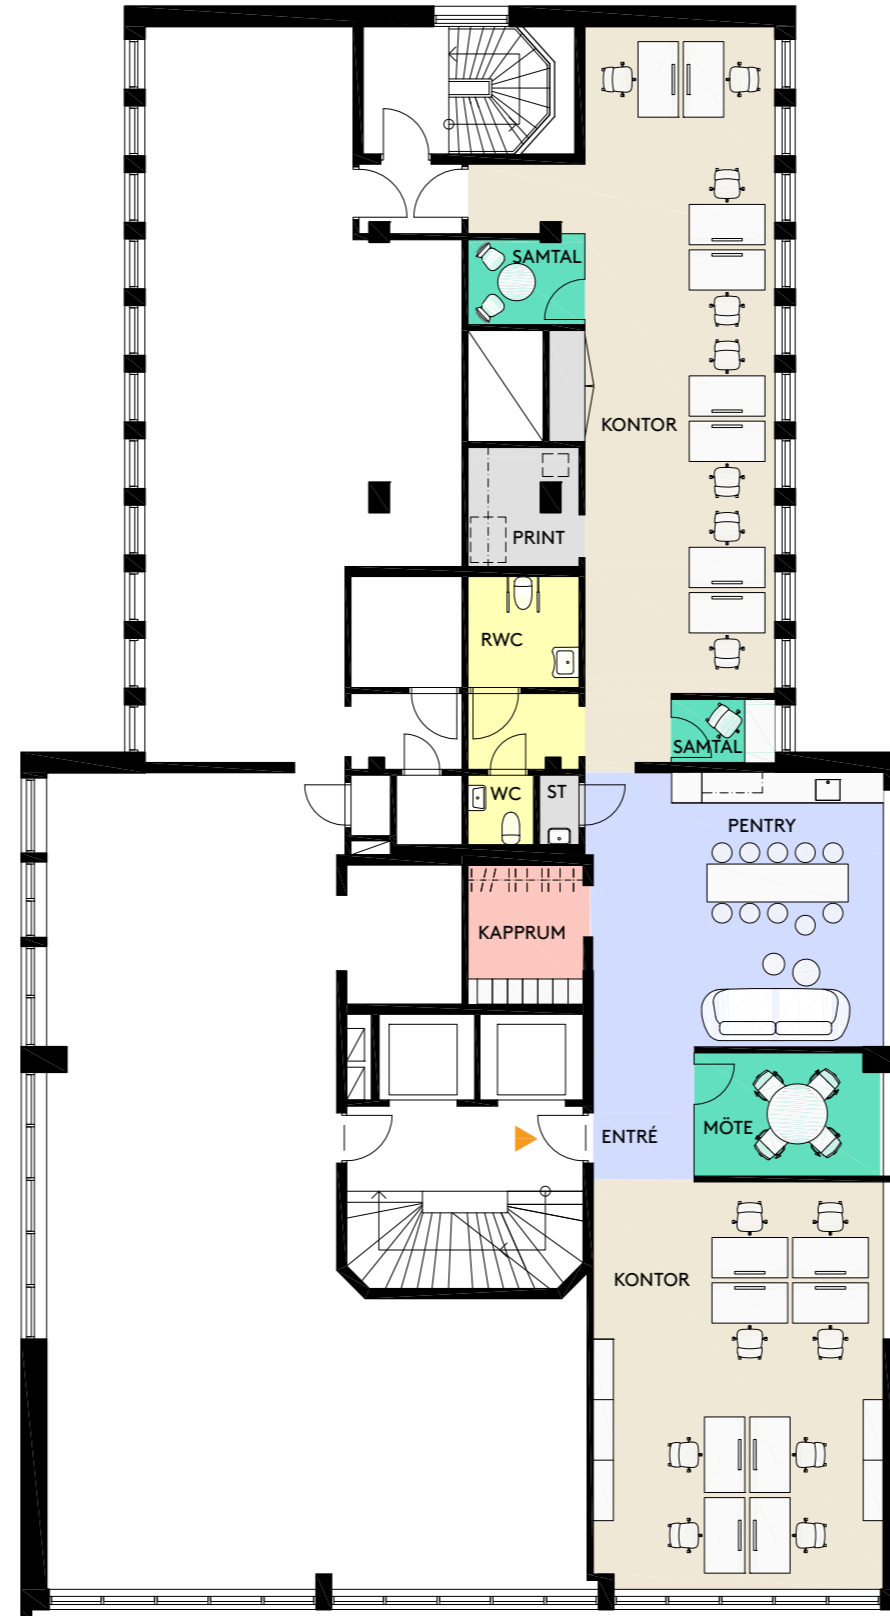 SAMTAL
KONTOR
PRINT
RWC
SAMTAL
WC
ST
PENTRY
KAPPRUM
ENTRÉ
MÖTE
KONTOR